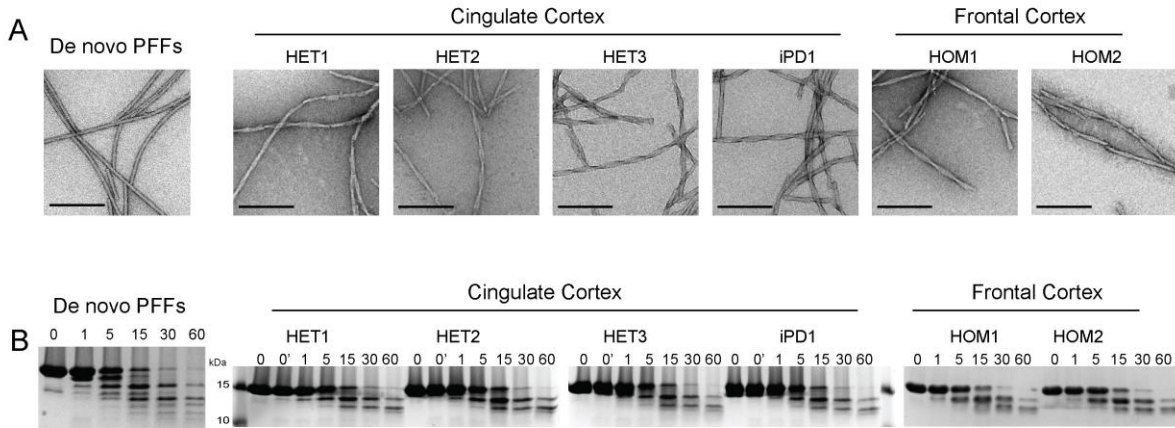 A
De novo PFFs
Cingulate Cortex
Frontal Cortex
HET1 HET2 HET3 iPD1 HOM1 HOM2
B
De novo PFFs
Cingulate Cortex
Frontal Cortex
HET1 HET2 HET3 iPD1 HOM1 HOM2
0 1 5 15 30 60 kDa 0 0' 1 5 15 30 60 0 0' 1 5 15 30 60 0 0' 1 5 15 30 60 0 0' 1 5 15 30 60 0 1 5 15 30 60 0 1 5 15 30 60
15
10